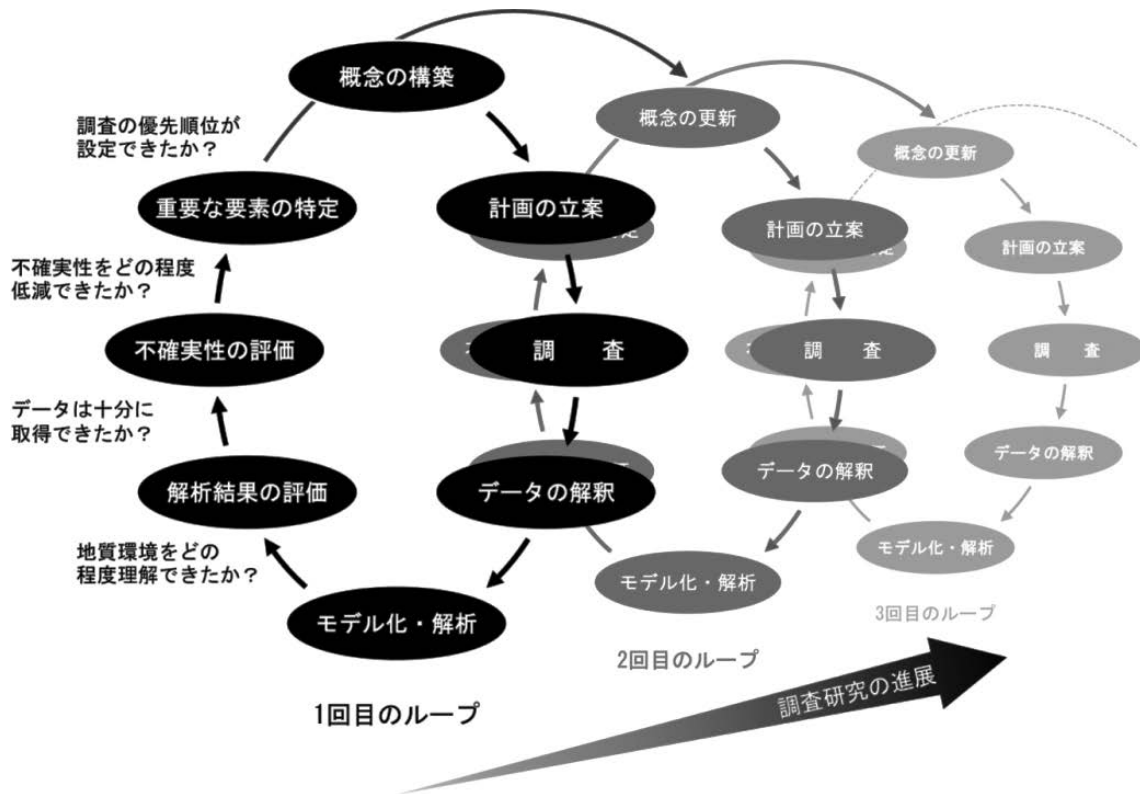 概念の構築
調査の優先順位が
設定できたか？
重要な要素の特定
計画の立案
不確実性をどの程度
低減できたか？
不確実性の評価
調　　査
データは十分に
取得できたか？
解析結果の評価
データの解釈
地質環境をどの
程度理解できたか？
モデル化・解析
1回目のループ
概念の更新
計画の立案
調　　査
データの解釈
モデル化・解析
2回目のループ
概念の更新
計画の立案
調　　査
データの解釈
モデル化・解析
3回目のループ
調査研究の進展